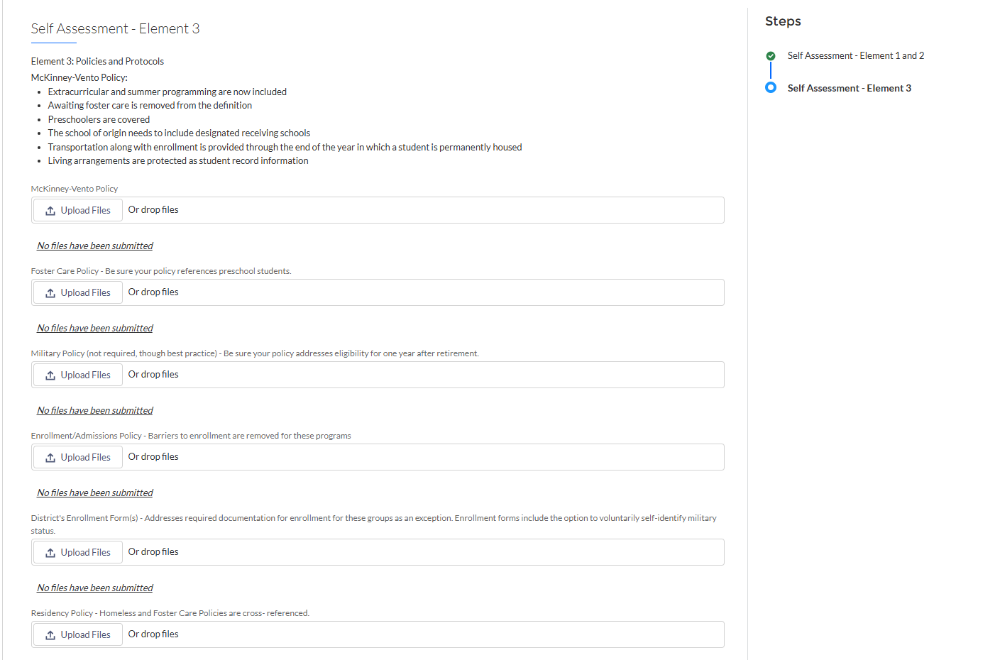 Self Assessment - Element 3
Element 3: Policies and Protocols
McKinney-Vento Policy:
Extracurricular and summer programming are now included
Awaiting foster care is removed from the definition
Preschoolers are covered
The school of origin needs to include designated receiving schools
Transportation along with enrollment is provided through the end of the year in which a student is permanently housed
Living arrangements are protected as student record information
McKinney-Vento Policy
Upload Files Or drop files
No files have been submitted
Foster Care Policy - Be sure your policy references preschool students.
Upload Files Or drop files
No files have been submitted
Military Policy (not required, though best practice) - Be sure your policy addresses eligibility for one year after retirement.
Upload Files Or drop files
No files have been submitted
Enrollment/Admissions Policy - Barriers to enrollment are removed for these programs
Upload Files Or drop files
No files have been submitted
District's Enrollment Form(s) - Addresses required documentation for enrollment for these groups as an exception. Enrollment forms include the option to voluntarily self-identify military
status.
Upload Files Or drop files
No files have been submitted
Residency Policy - Homeless and Foster Care Policies are cross- referenced.
Upload Files Or drop files
Steps
Self Assessment - Element 1 and 2
Self Assessment - Element 3